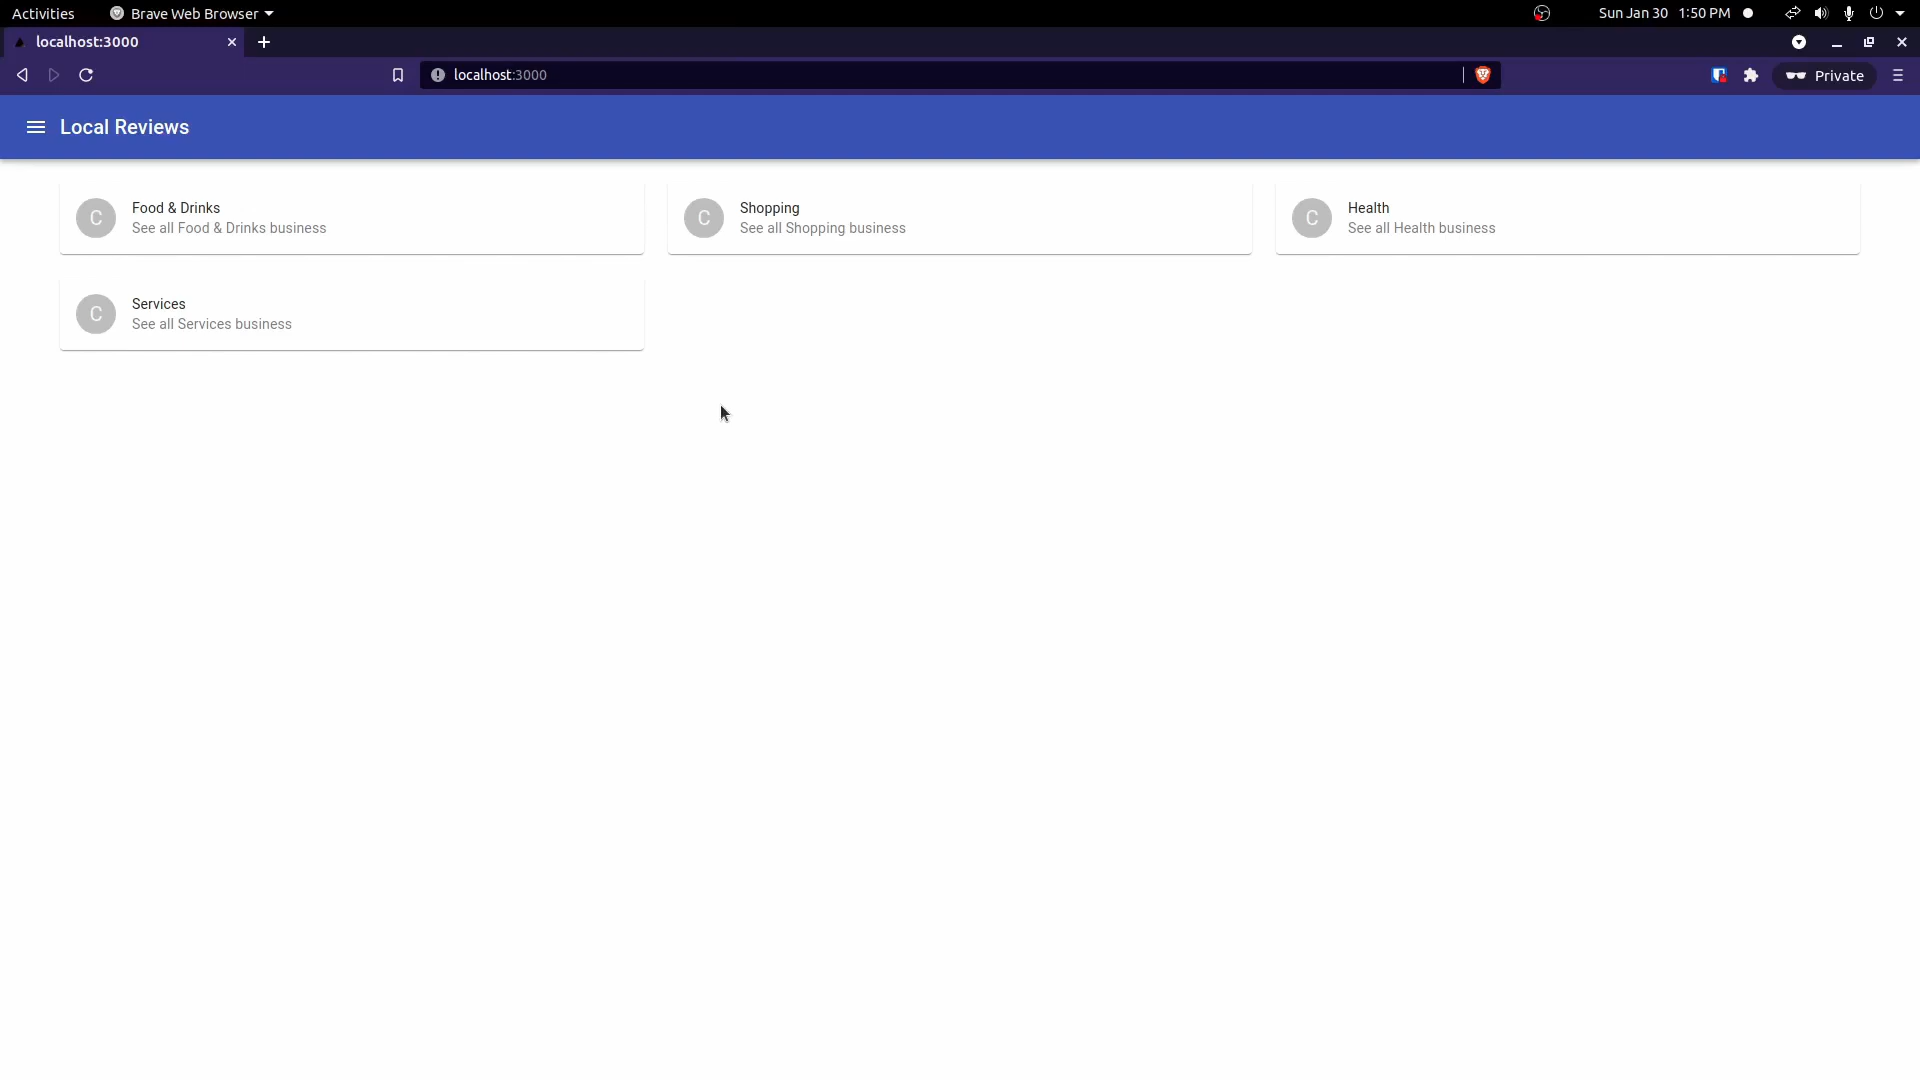 Activities Brave Web Browser Sun Jan 30 1:50 PM
localhost:3000
localhost:3000 Private
Local Reviews
C Food & Drinks
See all Food & Drinks business
C Shopping
See all Shopping business
C Health
See all Health business
C Services
See all Services business